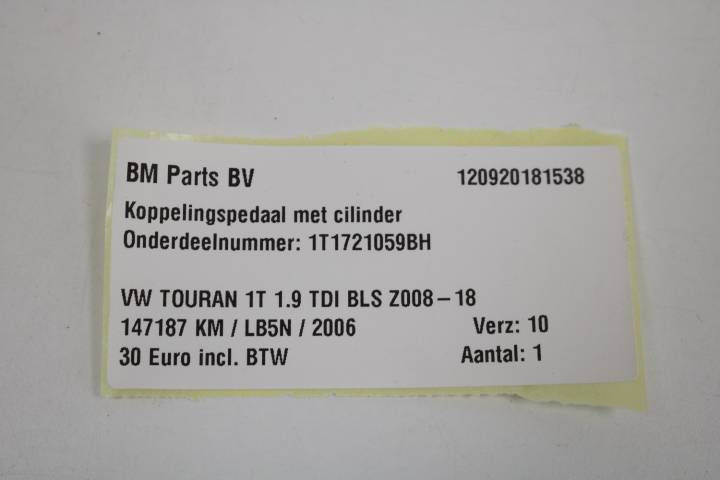 BM Parts BV 120920181538
Koppelingspedaal met cilinder
Onderdeelnummer: 1T1721059BH
VW TOURAN 1T 1.9 TDI BLS Z008-18
147187 KM / LB5N / 2006 Verz: 10
30 Euro incl. BTW Aantal: 1